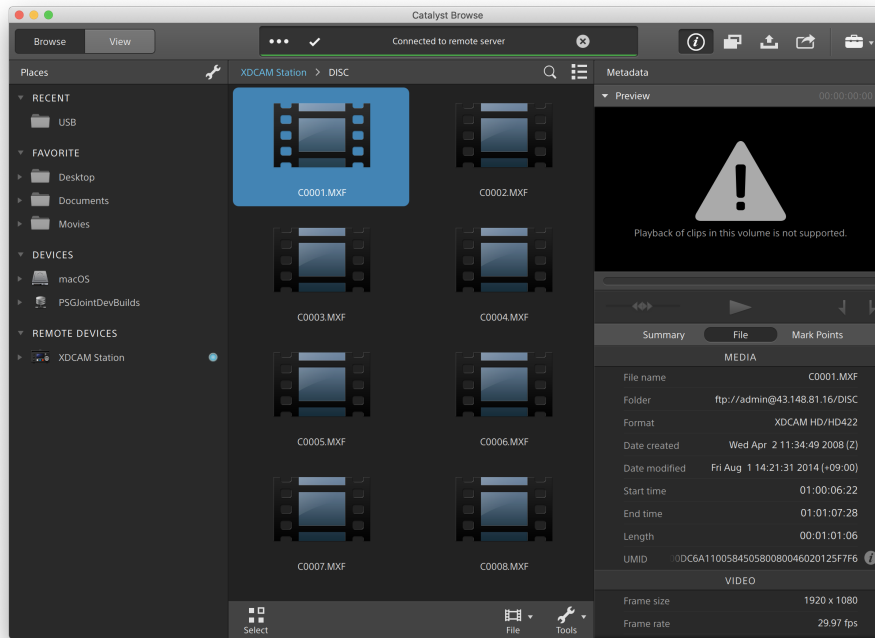 Catalyst Browse
Browse
View
Connected to remote server
Places
XDCAM Station > DISC
Metadata
RECENT
USB
FAVORITE
Desktop
Documents
Movies
DEVICES
macOS
PSGJointDevBuilds
REMOTE DEVICES
XDCAM Station
C0001.MXF
C0002.MXF
C0003.MXF
C0004.MXF
C0005.MXF
C0006.MXF
C0007.MXF
C0008.MXF
Select
File
Tools
Preview 00:00:00:00
Playback of clips in this volume is not supported.
Summary
File
Mark Points
MEDIA
File name C0001.MXF
Folder ftp://admin@43.148.81.16/DISC
Format XDCAM HD/HD422
Date created Wed Apr 2 11:34:49 2008 (Z)
Date modified Fri Aug 1 14:21:31 2014 (+09:00)
Start time 01:00:06:22
End time 01:01:07:28
Length 00:01:01:06
UMID 0DC6A110058450580080046020125F7F6
VIDEO
Frame size 1920 x 1080
Frame rate 29.97 fps